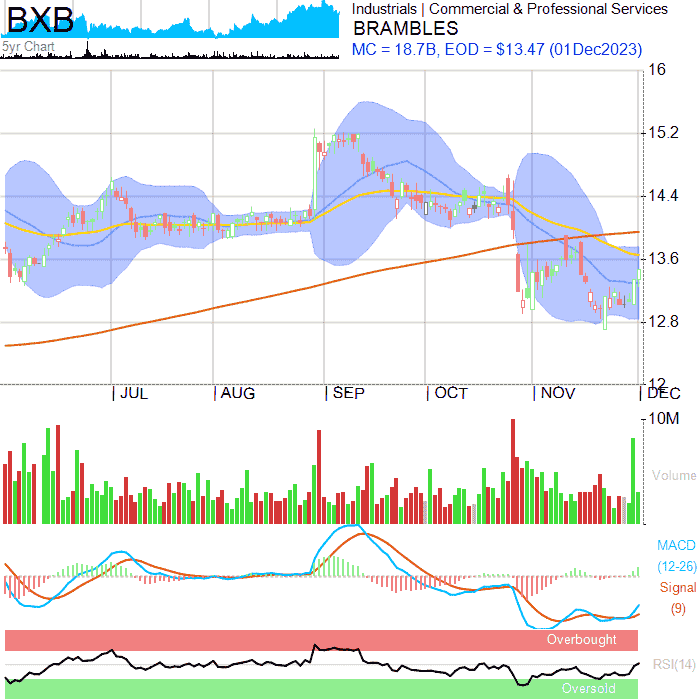 BXB
5yr Chart
Industrials | Commercial & Professional Services
BRAMBLES
MC = 18.7B, EOD = $13.47 (01Dec2023)
16
15.2
14.4
13.6
12.8
12
JUL
AUG
SEP
OCT
NOV
DEC
10M
Volume
MACD
(12-26)
Signal
(9)
Overbought
RSI(14)
Oversold